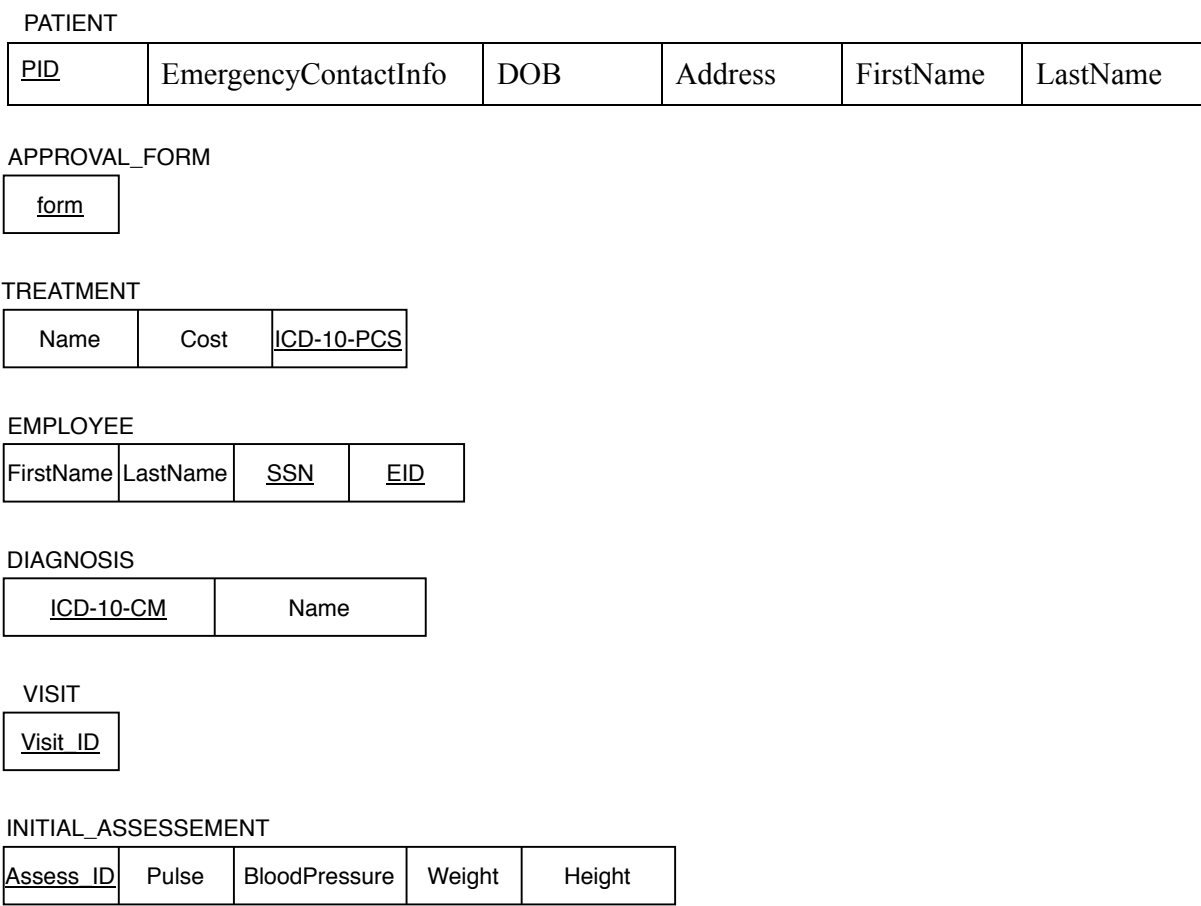 PATIENT
PID EmergencyContactInfo DOB Address FirstName LastName
APPROVAL_FORM
form
TREATMENT
Name Cost ICD-10-PCS
EMPLOYEE
FirstName LastName SSN EID
DIAGNOSIS
ICD-10-CM Name
VISIT
Visit_ID
INITIAL_ASSESSEMENT
Assess_ID Pulse BloodPressure Weight Height